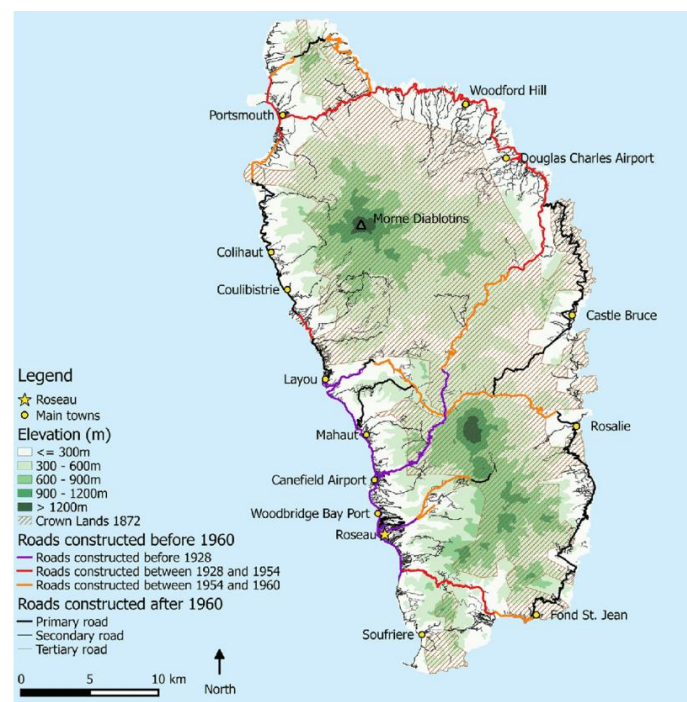 Woodford Hill
Portsmouth
Douglas Charles Airport
Morne Diablotins
Colihaut
Coulibistrie
Castle Bruce
Layou
Rosalie
Mahaut
Canefield Airport
Woodbridge Bay Port
Roseau
Fond St. Jean
Soufriere
Legend
Roseau
Main towns
Elevation (m)
<= 300m
300 - 600m
600 - 900m
900 - 1200m
> 1200m
Crown Lands 1872
Roads constructed before 1960
Roads constructed before 1928
Roads constructed between 1928 and 1954
Roads constructed between 1954 and 1960
Roads constructed after 1960
Primary road
Secondary road
Tertiary road
0 5 10 km
North